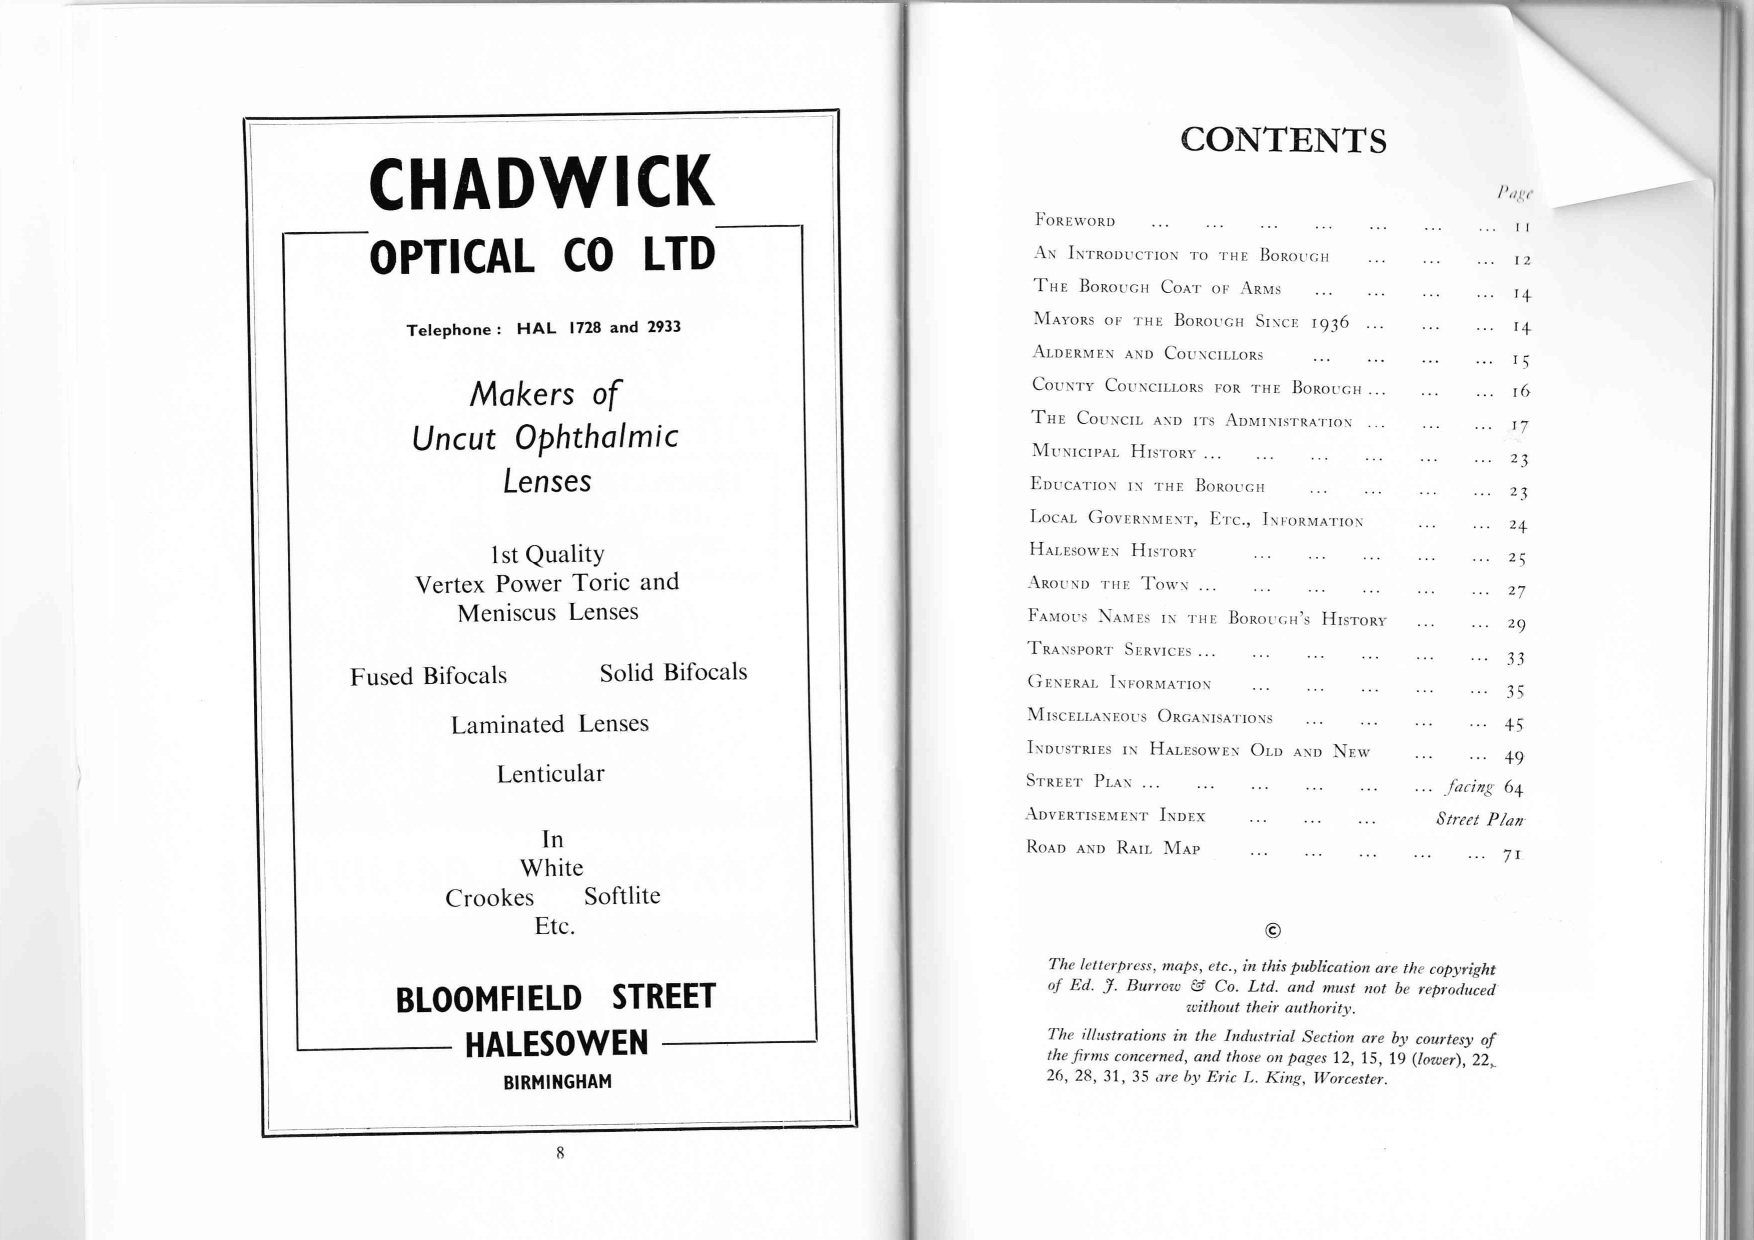 CHADWICK
OPTICAL CO LTD
Telephone : HAL 1728 and 2933
Makers of
Uncut Ophthalmic
Lenses
1st Quality
Vertex Power Toric and
Meniscus Lenses
Fused Bifocals Solid Bifocals
Laminated Lenses
Lenticular
In
White
Crookes Softlite
Etc.
BLOOMFIELD STREET
HALESOWEN
BIRMINGHAM
8
CONTENTS
Page
Foreword ... ... ... ... ... ... ... 11
An Introduction to the Borough ... ... ... 12
The Borough Coat of Arms ... ... ... ... 14
Mayors of the Borough Since 1936 ... ... ... 14
Aldermen and Councillors ... ... ... ... 15
County Councillors for the Borough ... ... ... 16
The Council and its Administration ... ... ... 17
Municipal History ... ... ... ... ... ... 23
Education in the Borough ... ... ... ... 23
Local Government, Etc., Information ... ... 24
Halesowen History ... ... ... ... ... 25
Around the Town ... ... ... ... ... ... 27
Famous Names in the Borough's History ... ... 29
Transport Services ... ... ... ... ... ... 33
General Information ... ... ... ... ... 35
Miscellaneous Organisations ... ... ... ... 45
Industries in Halesowen Old and New ... ... 49
Street Plan ... ... ... ... ... ... facing 64
Advertisement Index ... ... ... Street Plan
Road and Rail Map ... ... ... ... ... 71
©
The letterpress, maps, etc., in this publication are the copyright
of Ed. J. Burrow & Co. Ltd. and must not be reproduced
without their authority.
The illustrations in the Industrial Section are by courtesy of
the firms concerned, and those on pages 12, 15, 19 (lower), 22,
26, 28, 31, 35 are by Eric L. King, Worcester.